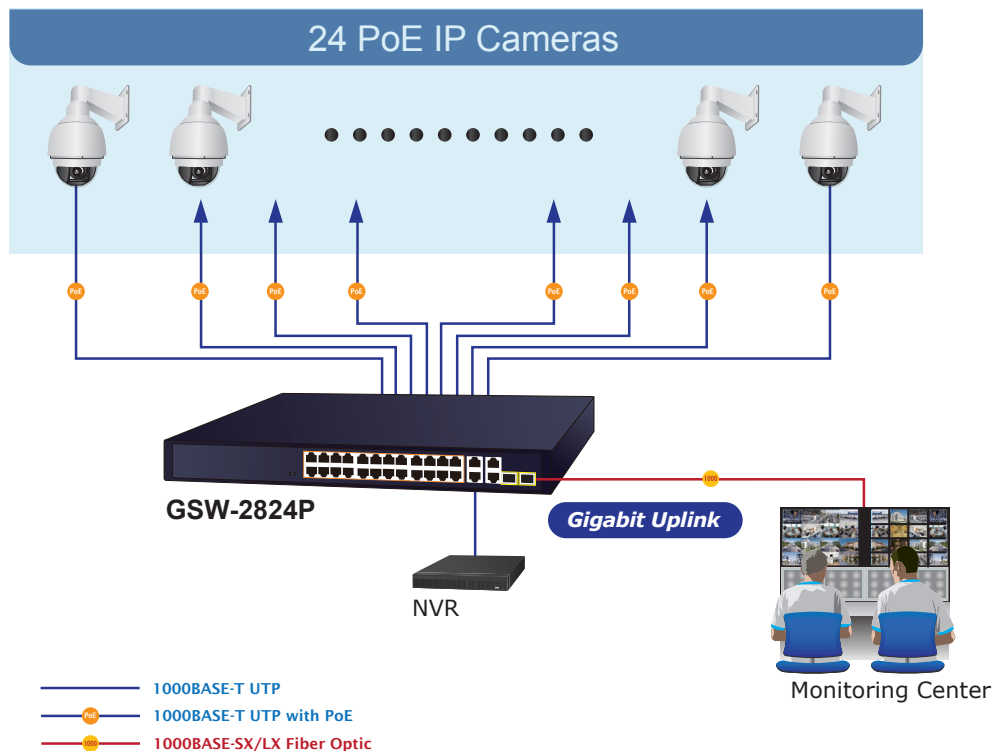 24 PoE IP Cameras
PoE
PoE
PoE
PoE
PoE
PoE
PoE
PoE
GSW-2824P
1000
Gigabit Uplink
NVR
Monitoring Center
1000BASE-T UTP
PoE 1000BASE-T UTP with PoE
1000 1000BASE-SX/LX Fiber Optic